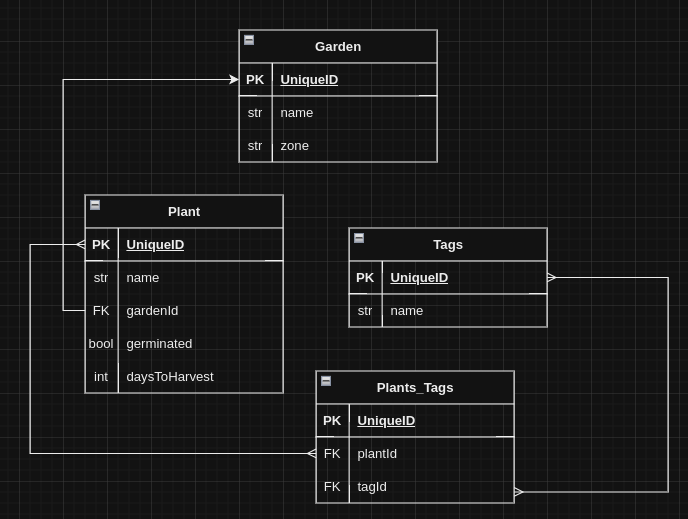 Garden
PK UniqueID
str name
str zone
Plant
PK UniqueID
str name
FK gardenId
bool germinated
int daysToHarvest
Tags
PK UniqueID
str name
Plants_Tags
PK UniqueID
FK plantId
FK tagId